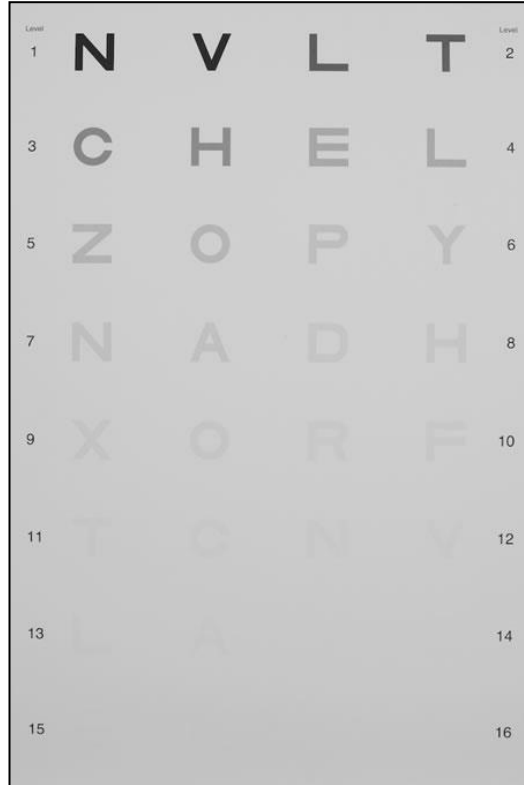 Level Level
1 N V L T 2
3 C H E L 4
5 Z O P Y 6
7 N A D H 8
9 X O R F 10
11 T C N V 12
13 L A 14
15 16